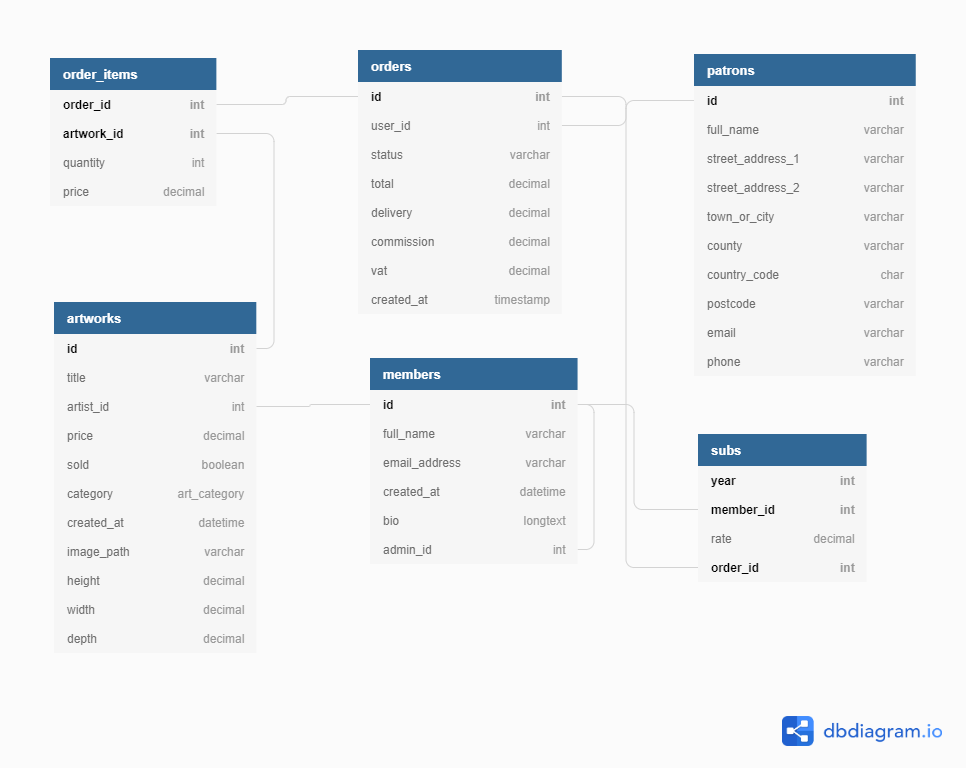 order_items
order_id int
artwork_id int
quantity int
price decimal
orders
id int
user_id int
status varchar
total decimal
delivery decimal
commission decimal
vat decimal
created_at timestamp
patrons
id int
full_name varchar
street_address_1 varchar
street_address_2 varchar
town_or_city varchar
county varchar
country_code char
postcode varchar
email varchar
phone varchar
artworks
id int
title varchar
artist_id int
price decimal
sold boolean
category art_category
created_at datetime
image_path varchar
height decimal
width decimal
depth decimal
members
id int
full_name varchar
email_address varchar
created_at datetime
bio longtext
admin_id int
subs
year int
member_id int
rate decimal
order_id int
dbdiagram.io